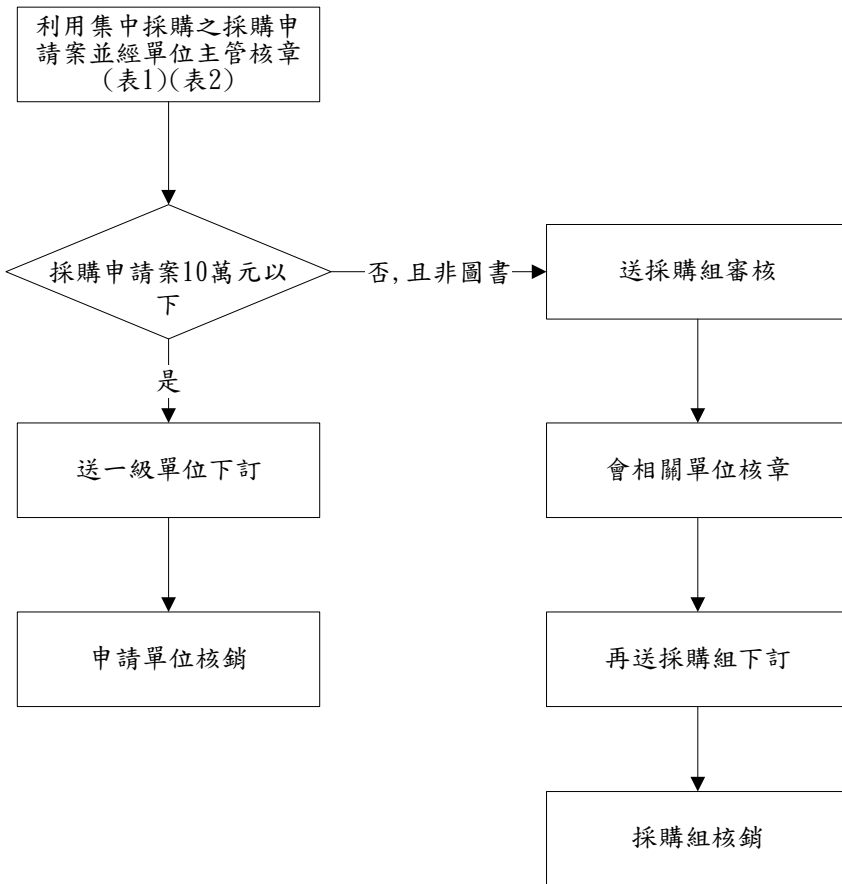 利用集中採購之採購申
請案並經單位主管核章
(表1)(表2)
採購申請案10萬元以
下
否,且非圖書
送採購組審核
是
送一級單位下訂
會相關單位核章
申請單位核銷
再送採購組下訂
採購組核銷